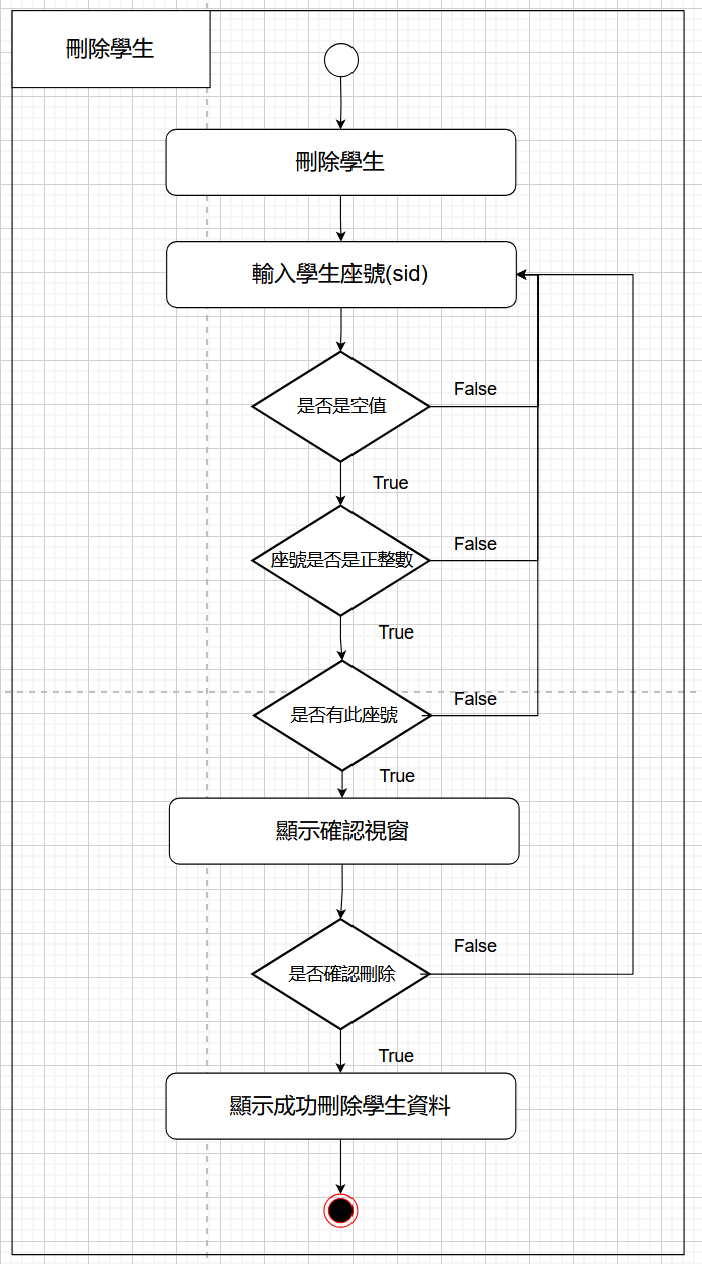 刪除學生
刪除學生
輸入學生座號(sid)
是否是空值
False
True
座號是否是正整數
False
True
是否有此座號
False
True
顯示確認視窗
是否確認刪除
False
True
顯示成功刪除學生資料